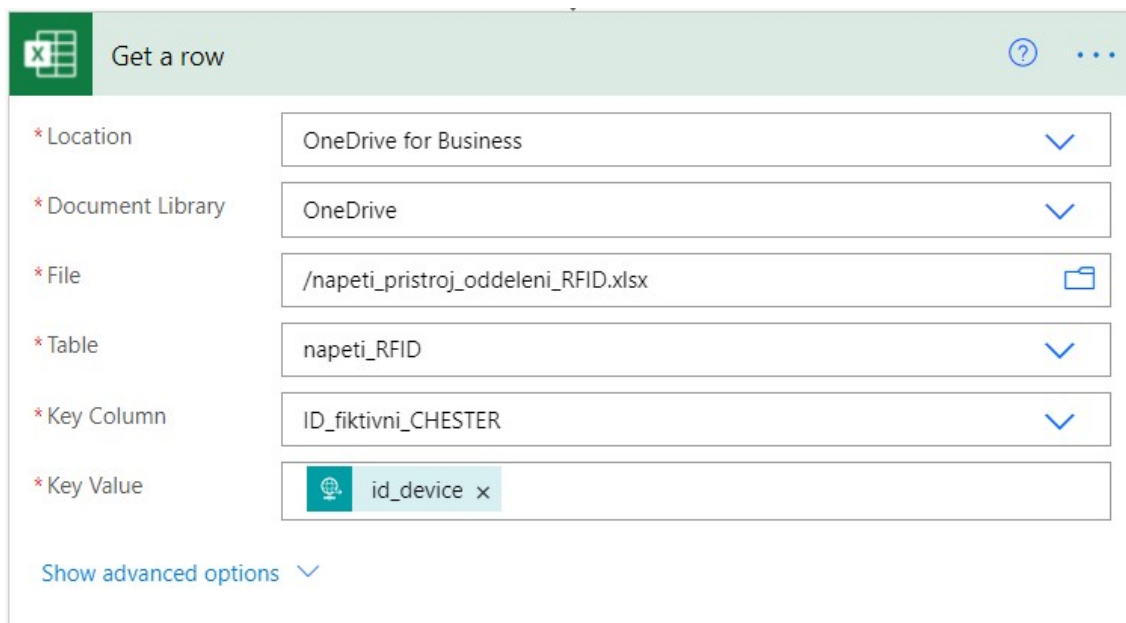 Get a row
* Location OneDrive for Business
* Document Library OneDrive
* File /napeti_pristroj_oddeleni_RFID.xlsx
* Table napeti_RFID
* Key Column ID_fiktivni_CHESTER
* Key Value id_device ×
Show advanced options